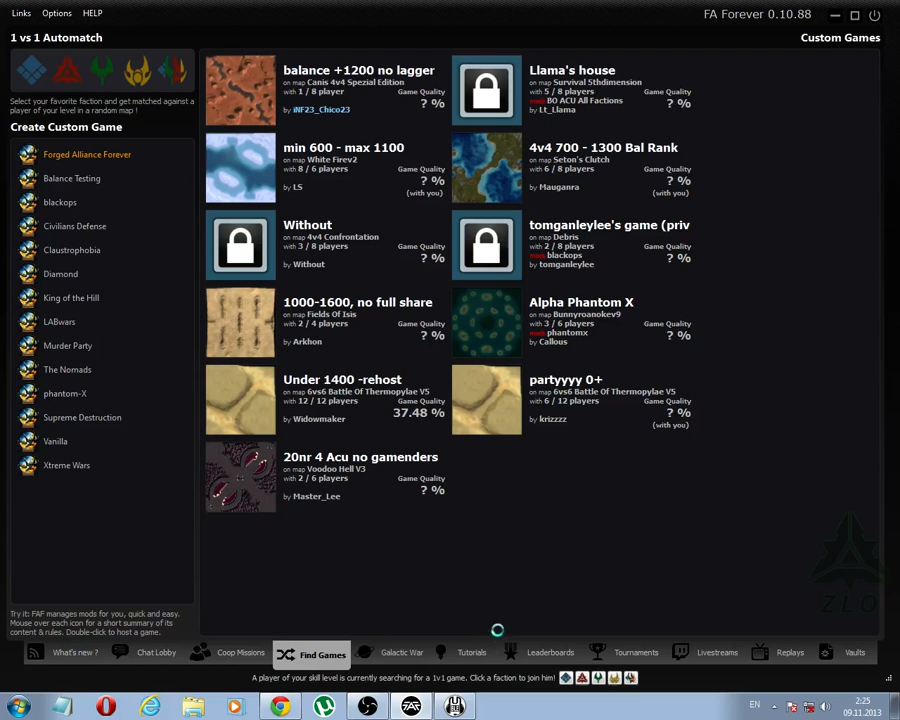 Links Options HELP
FA Forever 0.10.88
1 vs 1 Automatch
Custom Games
Select your favorite faction and get matched against a
player of your level in a random map !
Create Custom Game
Forged Alliance Forever
Balance Testing
blackops
Civilians Defense
Claustrophobia
Diamond
King of the Hill
LABwars
Murder Party
The Nomads
phantom-X
Supreme Destruction
Vanilla
Xtreme Wars
Try it: FAF manages mods for you, quick and easy.
Mouse over each icon for a short summary of its
content & rules. Double-click to host a game.
balance +1200 no lagger
on map Canis 4v4 Spezial Edition
with 1 / 8 player
Game Quality
? %
by iNF23_Chico23
Llama's house
on map Survival 5thdimension
with 5 / 8 players
Game Quality
BO ACU All Factions
? %
by Lt_Llama
min 600 - max 1100
on map White Firev2
with 8 / 6 players
Game Quality
? %
by LS
(with you)
4v4 700 - 1300 Bal Rank
on map Seton's Clutch
with 6 / 8 players
Game Quality
? %
by Mauganra
(with you)
Without
on map 4v4 Confrontation
with 3 / 8 players
Game Quality
? %
by Without
tomganleylee's game (priv
on map Debris
with 2 / 8 players
Game Quality
mods blackops
? %
by tomganleylee
1000-1600, no full share
on map Fields Of Isis
with 2 / 4 players
Game Quality
? %
by Arkhon
Alpha Phantom X
on map Bunnyroanokev9
with 3 / 6 players
Game Quality
mods phantomx
? %
by Callous
Under 1400 -rehost
on map 6vs6 Battle Of Thermopylae V5
with 12 / 12 players
Game Quality
37.48 %
by Widowmaker
partyyyy 0+
on map 6vs6 Battle Of Thermopylae V5
with 6 / 12 players
Game Quality
? %
by krizzzz
(with you)
20nr 4 Acu no gamenders
on map Voodoo Hell V3
with 2 / 6 players
Game Quality
? %
by Master_Lee
ZLO
What's new ? Chat Lobby Coop Missions Find Games Galactic War Tutorials Leaderboards Tournaments Livestreams Replays Vaults
A player of your skill level is currently searching for a 1v1 game. Click a faction to join him!
FAF
EN
2:25
09.11.2013